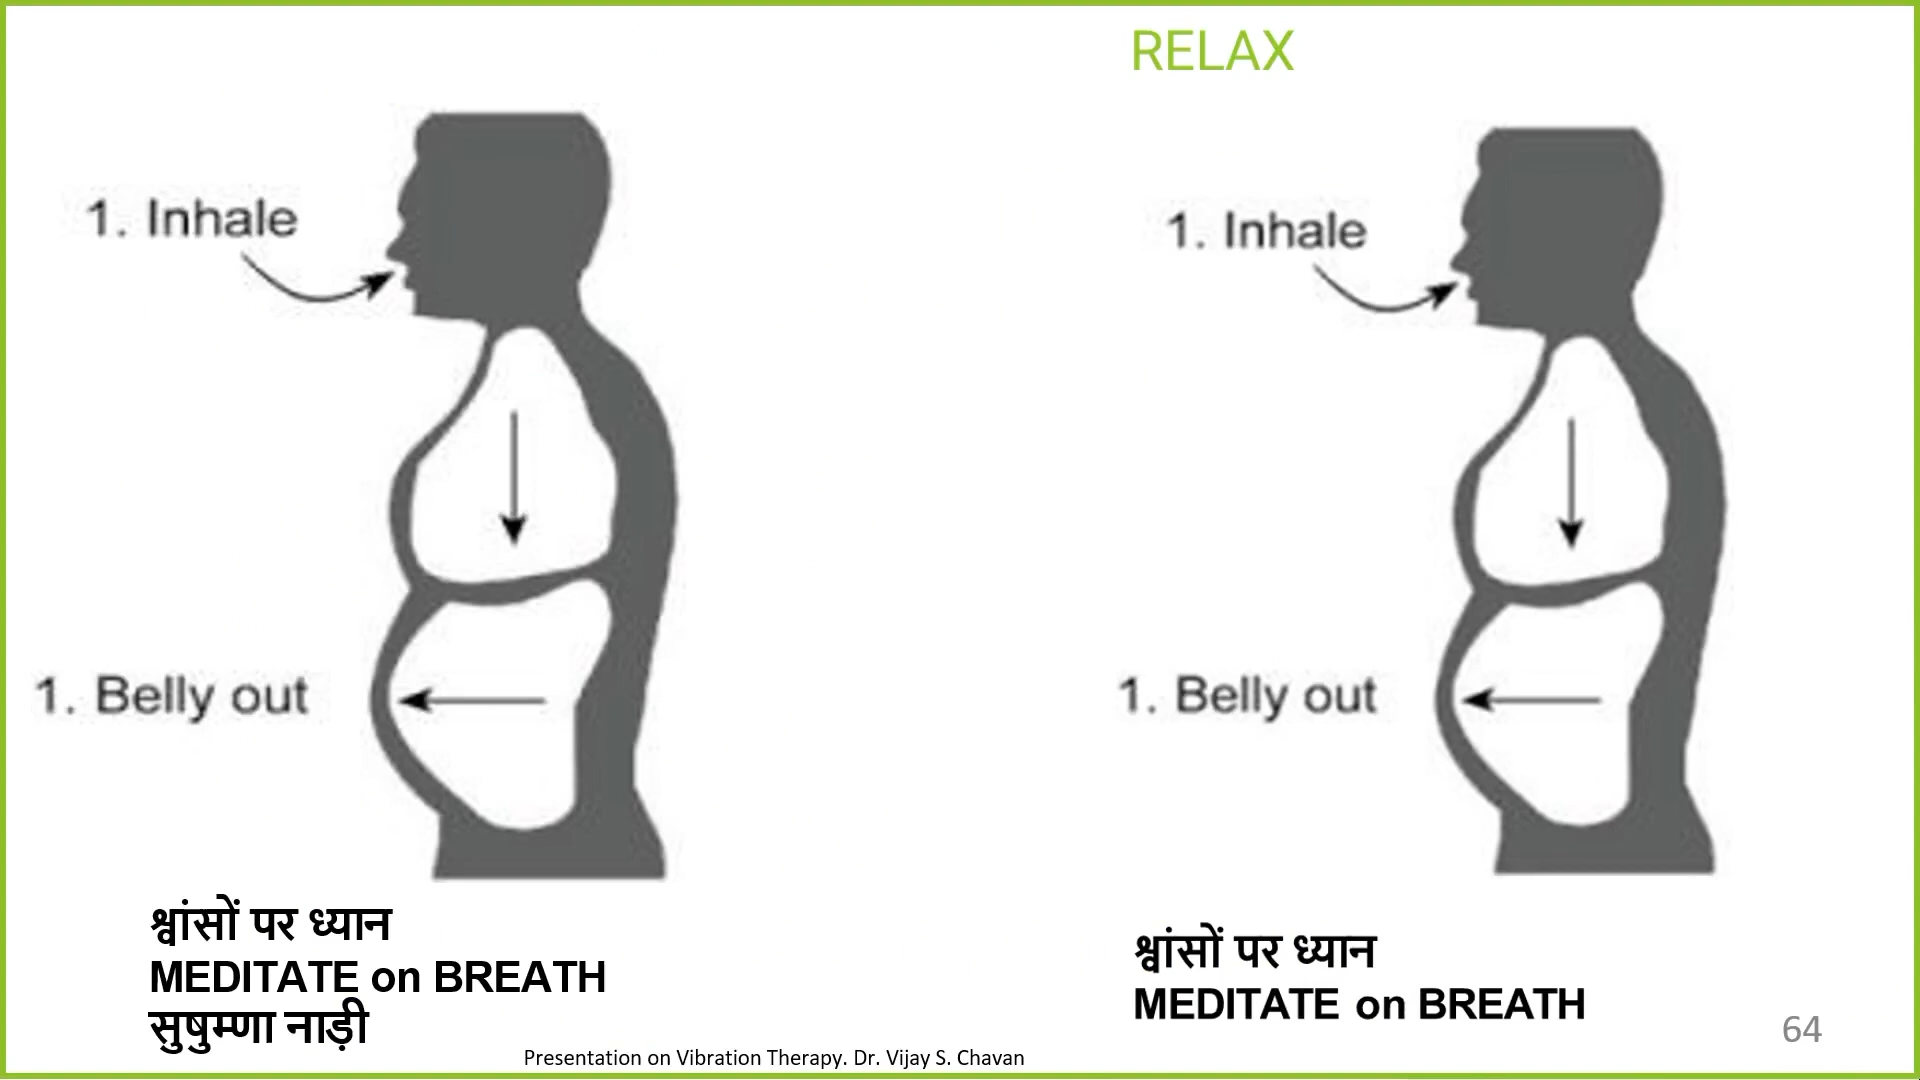 RELAX
1. Inhale
1. Belly out
श्वांसों पर ध्यान
MEDITATE on BREATH
सुषुम्णा नाड़ी
1. Inhale
1. Belly out
श्वांसों पर ध्यान
MEDITATE on BREATH
Presentation on Vibration Therapy. Dr. Vijay S. Chavan
64